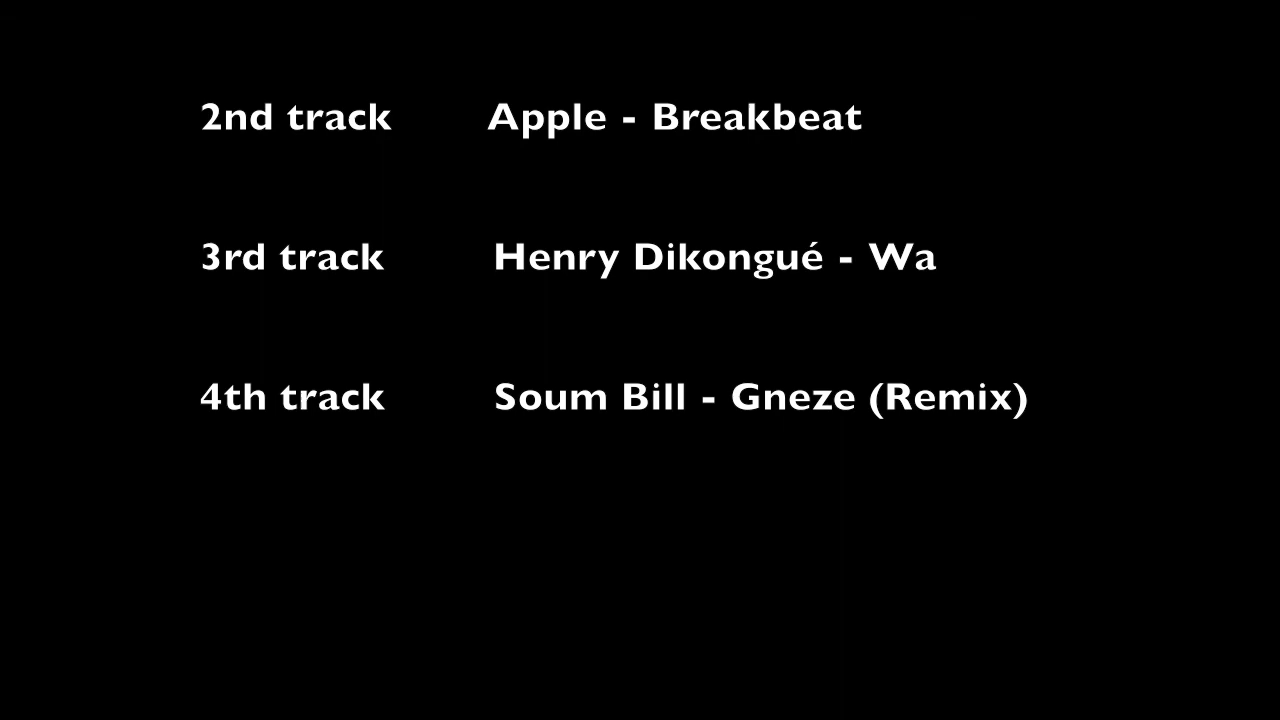 2nd track Apple - Breakbeat
3rd track Henry Dikongué - Wa
4th track Soum Bill - Gneze (Remix)